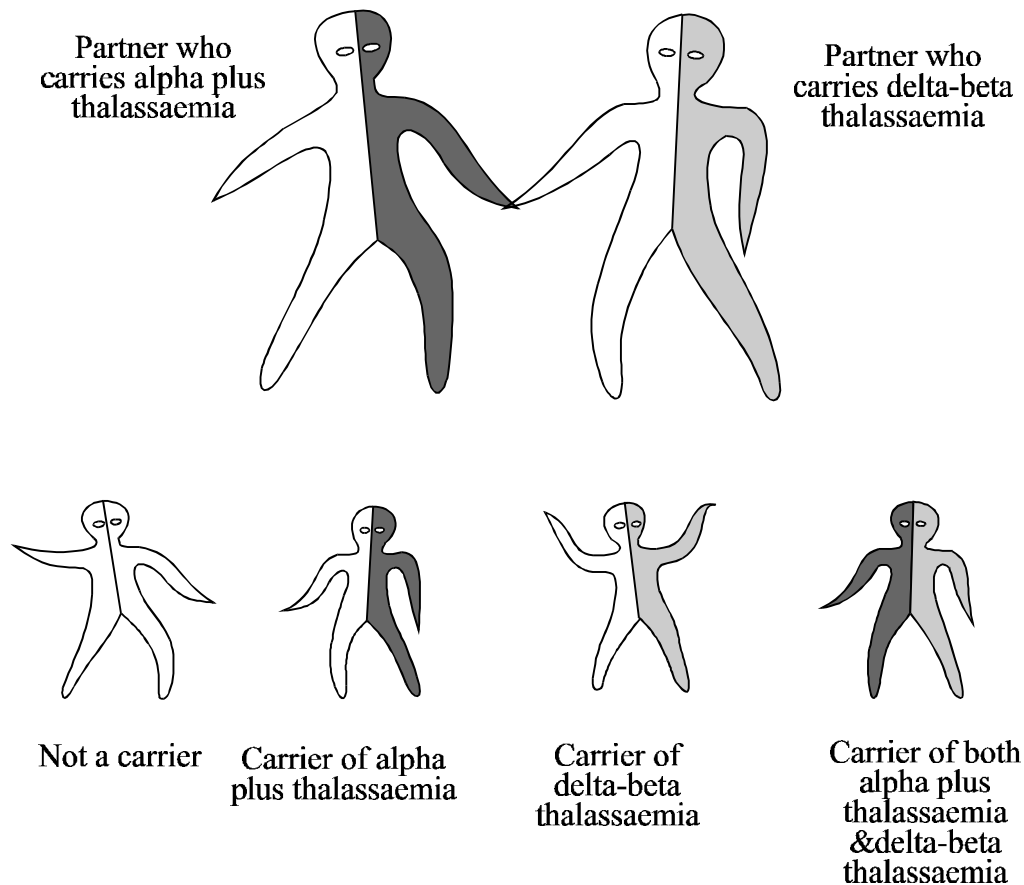 Partner who
carries alpha plus
thalassaemia
Partner who
carries delta-beta
thalassaemia
Not a carrier
Carrier of alpha
plus thalassaemia
Carrier of
delta-beta
thalassaemia
Carrier of both
alpha plus
thalassaemia
&delta-beta
thalassaemia